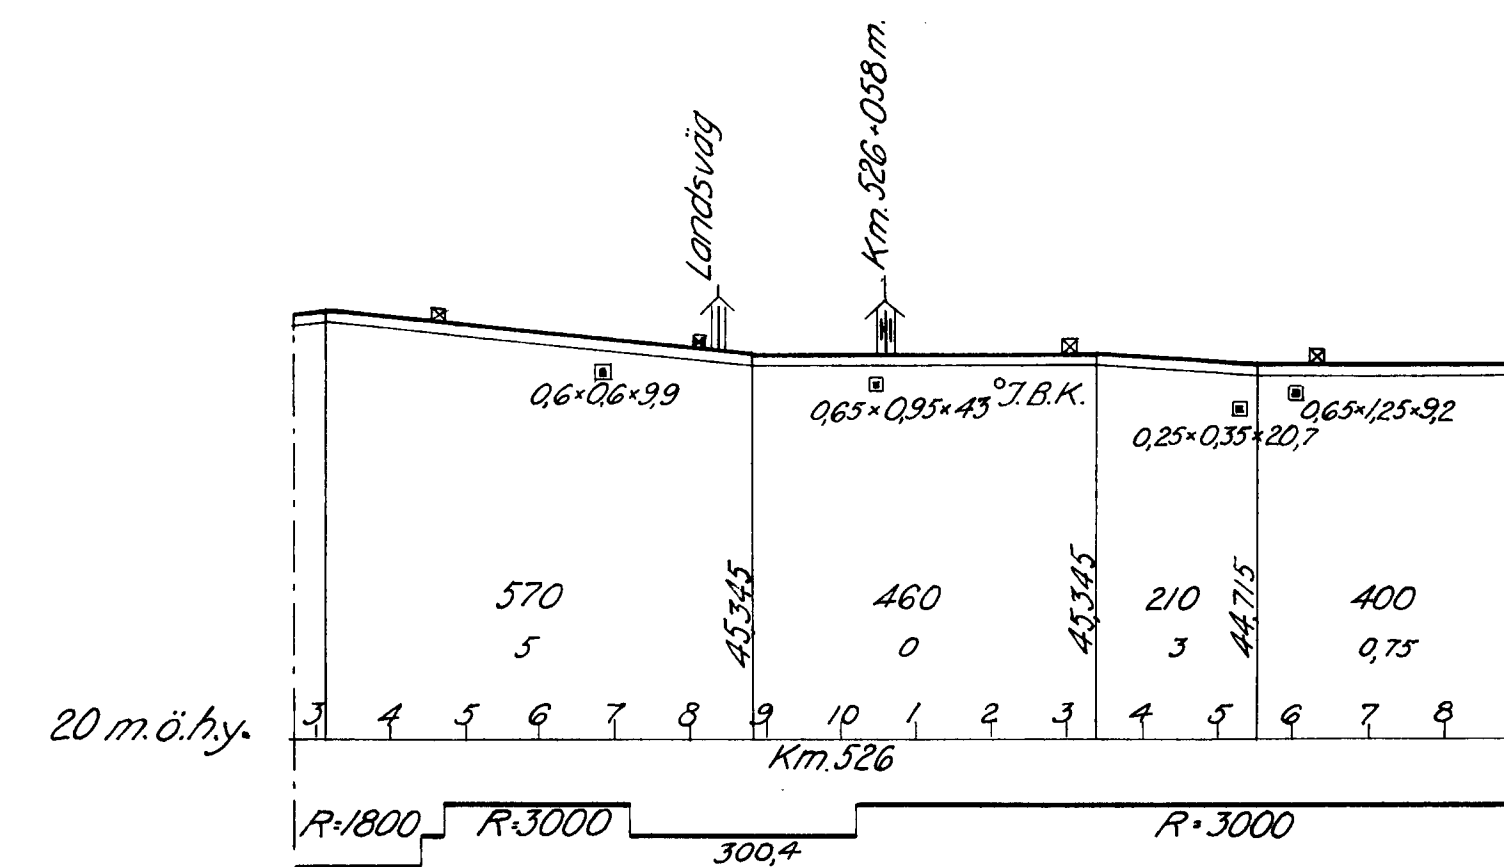 Landsväg
Km. 526+058m.
0,6×0,6×9,9
0,65×0,95×43
J.B.K.
0,25×0,35×20,7
0,65×1,25×9,2
570
5
45,345
460
0
45,345
210
3
44,715
400
0,75
20 m.ö.h.y.
3 4 5 6 7 8 9 10 1 2 3 4 5 6 7 8
Km. 526
R=1800
R=3000
300,4
R=3000